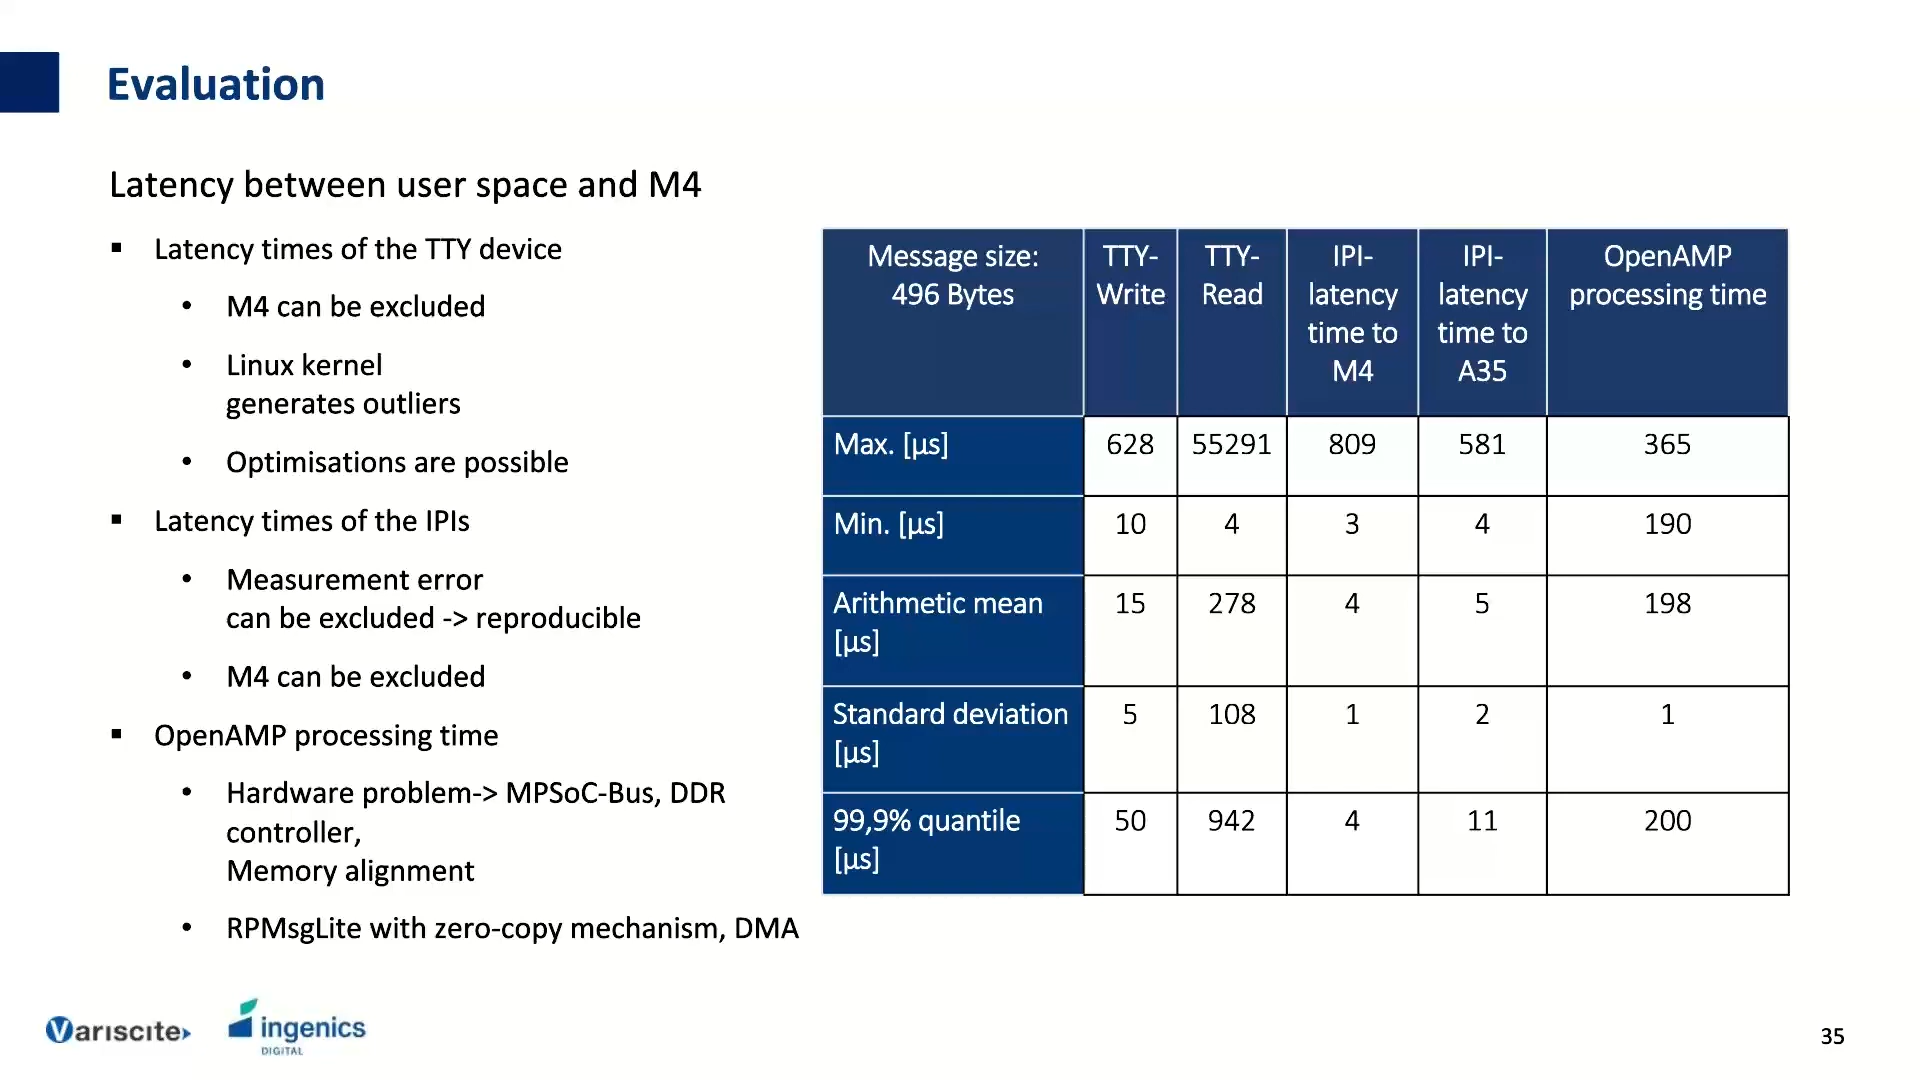 Evaluation
Latency between user space and M4
▪ Latency times of the TTY device
• M4 can be excluded
• Linux kernel
generates outliers
• Optimisations are possible
▪ Latency times of the IPIs
• Measurement error
can be excluded -> reproducible
• M4 can be excluded
▪ OpenAMP processing time
• Hardware problem-> MPSoC-Bus, DDR
controller,
Memory alignment
• RPMsgLite with zero-copy mechanism, DMA
Message size: 496 Bytes | TTY-Write | TTY-Read | IPI-latency time to M4 | IPI-latency time to A35 | OpenAMP processing time
Max. [µs] | 628 | 55291 | 809 | 581 | 365
Min. [µs] | 10 | 4 | 3 | 4 | 190
Arithmetic mean [µs] | 15 | 278 | 4 | 5 | 198
Standard deviation [µs] | 5 | 108 | 1 | 2 | 1
99,9% quantile [µs] | 50 | 942 | 4 | 11 | 200
Variscite
ingenics
DIGITAL
35